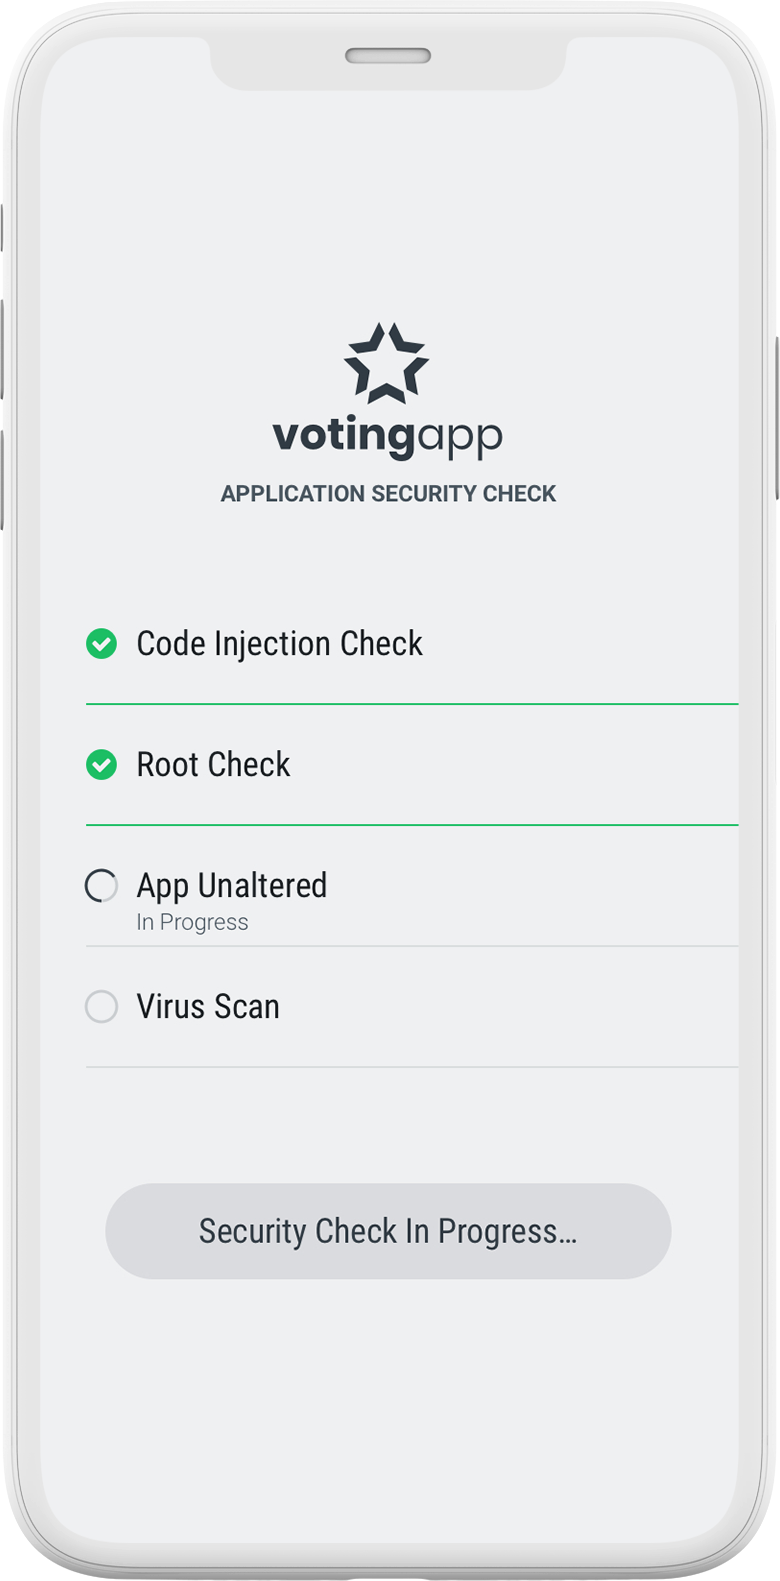 votingapp
APPLICATION SECURITY CHECK
Code Injection Check
Root Check
App Unaltered
In Progress
Virus Scan
Security Check In Progress…